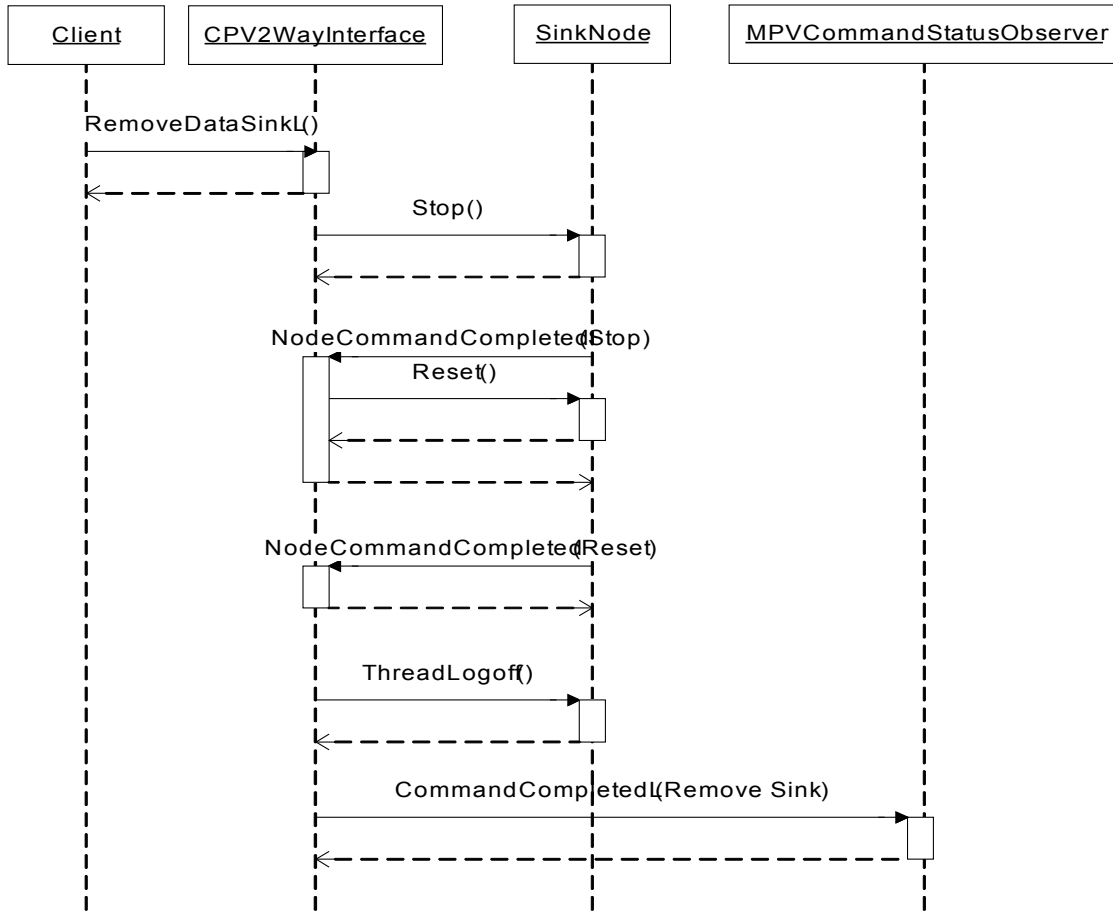 Client
CPV2WayInterface
SinkNode
MPVCommandStatusObserver
RemoveDataSinkL()
Stop()
NodeCommandCompleted(Stop)
Reset()
NodeCommandCompleted(Reset)
ThreadLogoff()
CommandCompletedL(Remove Sink)